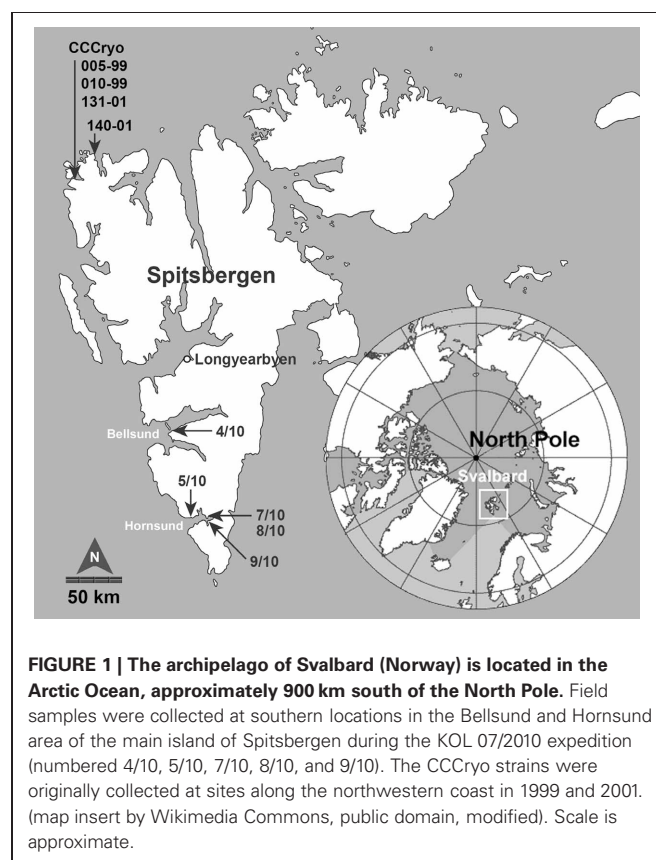 CCCryo
005-99
010-99
131-01
140-01
Spitsbergen
Longyearbyen
Bellsund
4/10
5/10
Hornsund
7/10
8/10
9/10
N
50 km
North Pole
Svalbard
FIGURE 1 | The archipelago of Svalbard (Norway) is located in the
Arctic Ocean, approximately 900 km south of the North Pole. Field
samples were collected at southern locations in the Bellsund and Hornsund
area of the main island of Spitsbergen during the KOL 07/2010 expedition
(numbered 4/10, 5/10, 7/10, 8/10, and 9/10). The CCCryo strains were
originally collected at sites along the northwestern coast in 1999 and 2001.
(map insert by Wikimedia Commons, public domain, modified). Scale is
approximate.